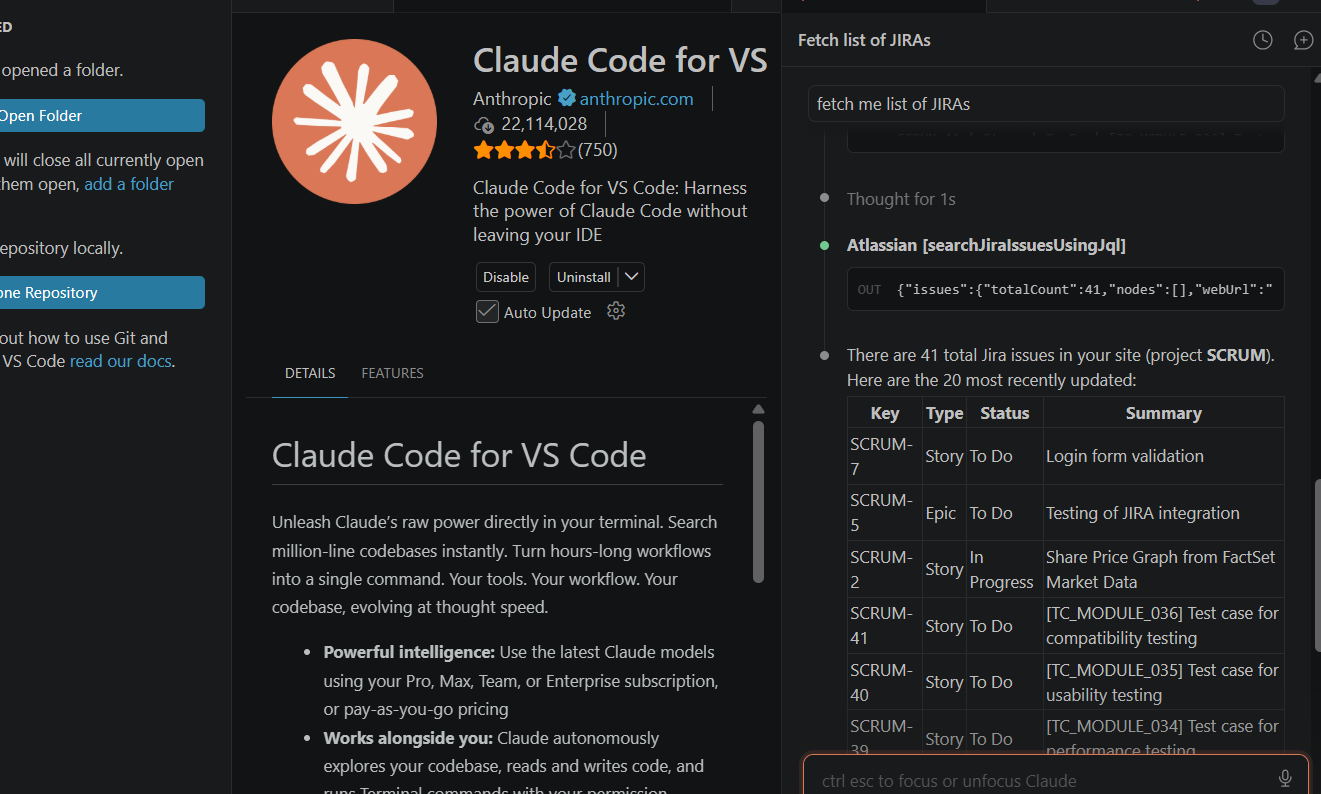 ED
opened a folder.
Open Folder
will close all currently open
them open, add a folder
repository locally.
one Repository
out how to use Git and
VS Code read our docs.
Claude Code for VS
Anthropic anthropic.com
22,114,028
(750)
Claude Code for VS Code: Harness
the power of Claude Code without
leaving your IDE
Disable
Uninstall
Auto Update
DETAILS
FEATURES
Claude Code for VS Code
Unleash Claude’s raw power directly in your terminal. Search
million-line codebases instantly. Turn hours-long workflows
into a single command. Your tools. Your workflow. Your
codebase, evolving at thought speed.
• Powerful intelligence: Use the latest Claude models
using your Pro, Max, Team, or Enterprise subscription,
or pay-as-you-go pricing
• Works alongside you: Claude autonomously
explores your codebase, reads and writes code, and
runs Terminal commands with your permission
Fetch list of JIRAs
fetch me list of JIRAs
Thought for 1s
Atlassian [searchJiraIssuesUsingJql]
OUT {"issues":{"totalCount":41,"nodes":[],"webUrl":"
There are 41 total Jira issues in your site (project SCRUM).
Here are the 20 most recently updated:
Key Type Status Summary
SCRUM-7 Story To Do Login form validation
SCRUM-5 Epic To Do Testing of JIRA integration
SCRUM-2 Story In Progress Share Price Graph from FactSet Market Data
SCRUM-41 Story To Do [TC_MODULE_036] Test case for compatibility testing
SCRUM-40 Story To Do [TC_MODULE_035] Test case for usability testing
SCRUM-39 Story To Do [TC_MODULE_034] Test case for performance testing
ctrl esc to focus or unfocus Claude